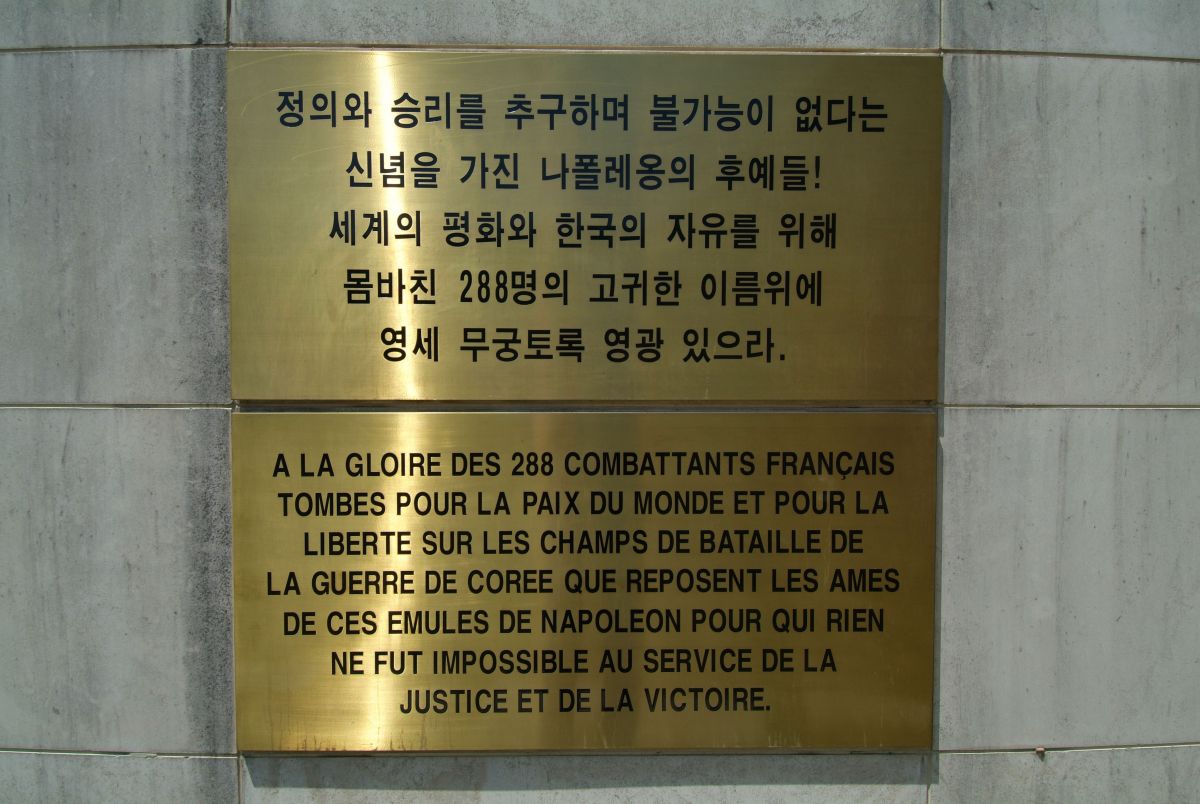 정의와 승리를 추구하며 불가능이 없다는
신념을 가진 나폴레옹의 후예들!
세계의 평화와 한국의 자유를 위해
몸바친 288명의 고귀한 이름위에
영세 무궁토록 영광 있으라.
A LA GLOIRE DES 288 COMBATTANTS FRANÇAIS
TOMBES POUR LA PAIX DU MONDE ET POUR LA
LIBERTE SUR LES CHAMPS DE BATAILLE DE
LA GUERRE DE COREE QUE REPOSENT LES AMES
DE CES EMULES DE NAPOLEON POUR QUI RIEN
NE FUT IMPOSSIBLE AU SERVICE DE LA
JUSTICE ET DE LA VICTOIRE.